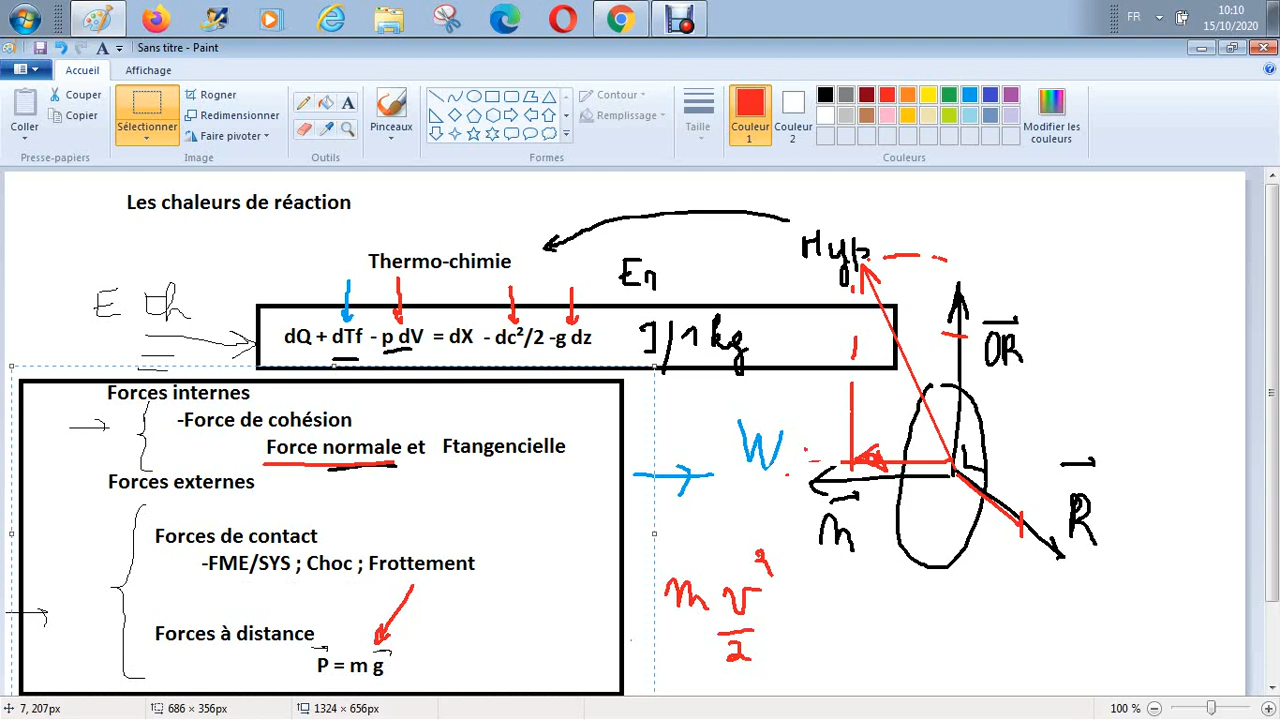 FR
10:10
15/10/2020
Sans titre - Paint
Accueil
Affichage
Coller
Couper
Copier
Presse-papiers
Sélectionner
Rogner
Redimensionner
Faire pivoter
Image
Outils
Pinceaux
Formes
Contour
Remplissage
Taille
Couleur 1
Couleur 2
Modifier les couleurs
Couleurs
Les chaleurs de réaction
Hyp
Thermo-chimie
En
E th
dQ + dTf - p dV = dX - dc²/2 -g dz
J/1 kg
OR
Forces internes
-Force de cohésion
Force normale et Ftangencielle
W
Forces externes
R
n
Forces de contact
-FME/SYS ; Choc ; Frottement
m v²/2
Forces à distance
P = m g
7, 207px
686 × 356px
1324 × 656px
100 %